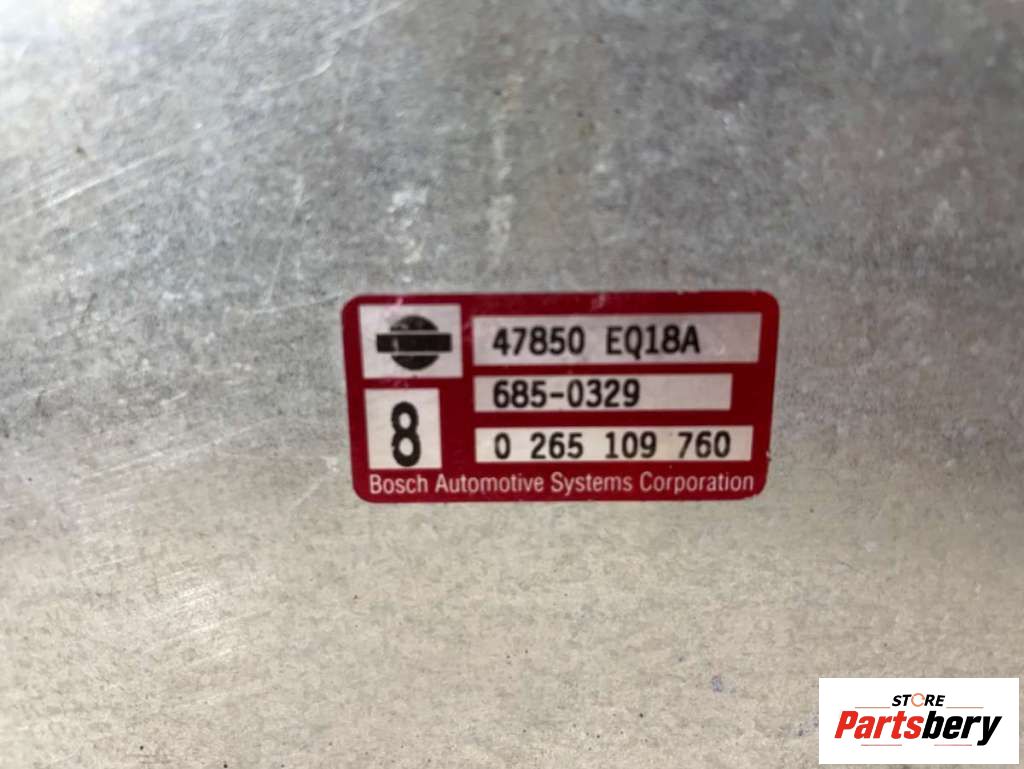 47850 EQ18A
685-0329
8
0 265 109 760
Bosch Automotive Systems Corporation
STORE
Partsbery